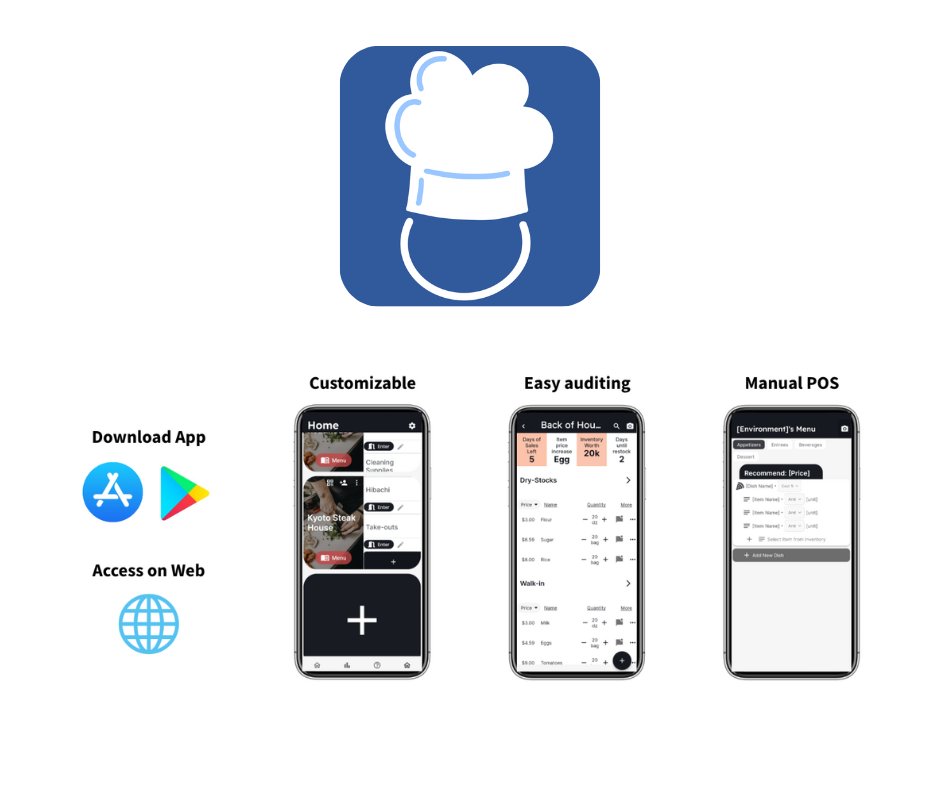 Customizable
Easy auditing
Manual POS
Download App
Access on Web
Home
Menu
Enter
Cleaning
Supplies
Hibachi
Kyoto Steak
House
Take-outs
Enter
Menu
Back of Hou...
Days of
Sales
Left
5
Item
price
increase
Egg
Inventory
Worth
20k
Days
until
restock
2
Dry-Stocks
Price Name Quantity More
$3.00 Flour 20
$4.59 Sugar 20 bag
$8.00 Rice 20 bag
Walk-in
Price Name Quantity More
$3.00 Milk 20
$4.59 Eggs 20 bag
$8.00 Tomatoes 20
[Environment]'s Menu
Appetizers Entrees Beverages
Dessert
Recommend: [Price]
[Dish Name] •
[Item Name] • [unit]
[Item Name] • [unit]
[Item Name] • [unit]
Select item from inventory
Add New Dish